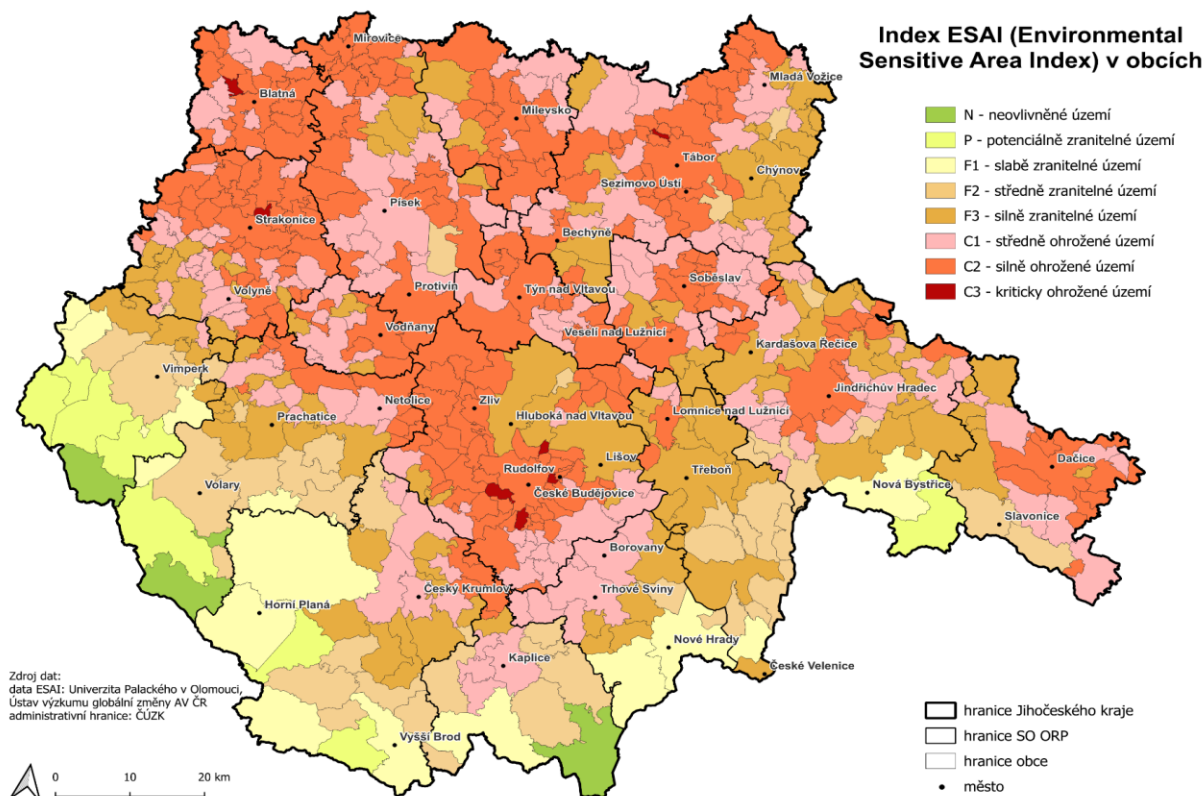 Index ESAI (Environmental
Sensitive Area Index) v obcích
N - neovlivněné území
P - potenciálně zranitelné území
F1 - slabě zranitelné území
F2 - středně zranitelné území
F3 - silně zranitelné území
C1 - středně ohrožené území
C2 - silně ohrožené území
C3 - kriticky ohrožené území
Mirovice
Mladá Vožice
Blatná
Milevsko
Tábor
Chýnov
Sezimovo Ústí
Písek
Strakonice
Bechyně
Soběslav
Volyně
Protivín
Týn nad Vltavou
Vodňany
Veselí nad Lužnicí
Kardašova Řečice
Vimperk
Jindřichův Hradec
Prachatice
Netolice
Zliv
Hluboká nad Vltavou
Lomnice nad Lužnicí
Lišov
Dačice
Rudolfov
Třeboň
České Budějovice
Volary
Nová Bystřice
Slavonice
Borovany
Český Krumlov
Trhové Sviny
Horní Planá
Nové Hrady
Kaplice
České Velenice
Vyšší Brod
Zdroj dat:
data ESAI: Univerzita Palackého v Olomouci,
Ústav výzkumu globální změny AV ČR
administrativní hranice: ČÚZK
0 10 20 km
hranice Jihočeského kraje
hranice SO ORP
hranice obce
město